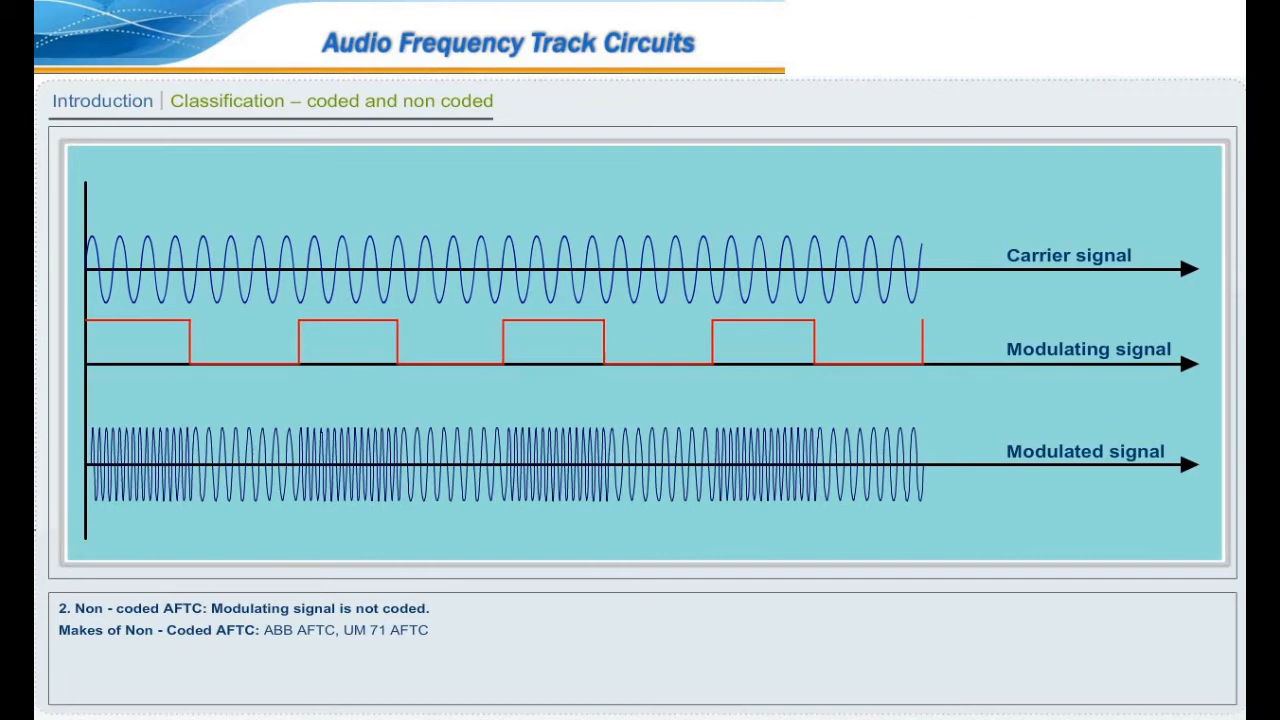 Audio Frequency Track Circuits
Introduction | Classification – coded and non coded
Carrier signal
Modulating signal
Modulated signal
2. Non - coded AFTC: Modulating signal is not coded.
Makes of Non - Coded AFTC: ABB AFTC, UM 71 AFTC